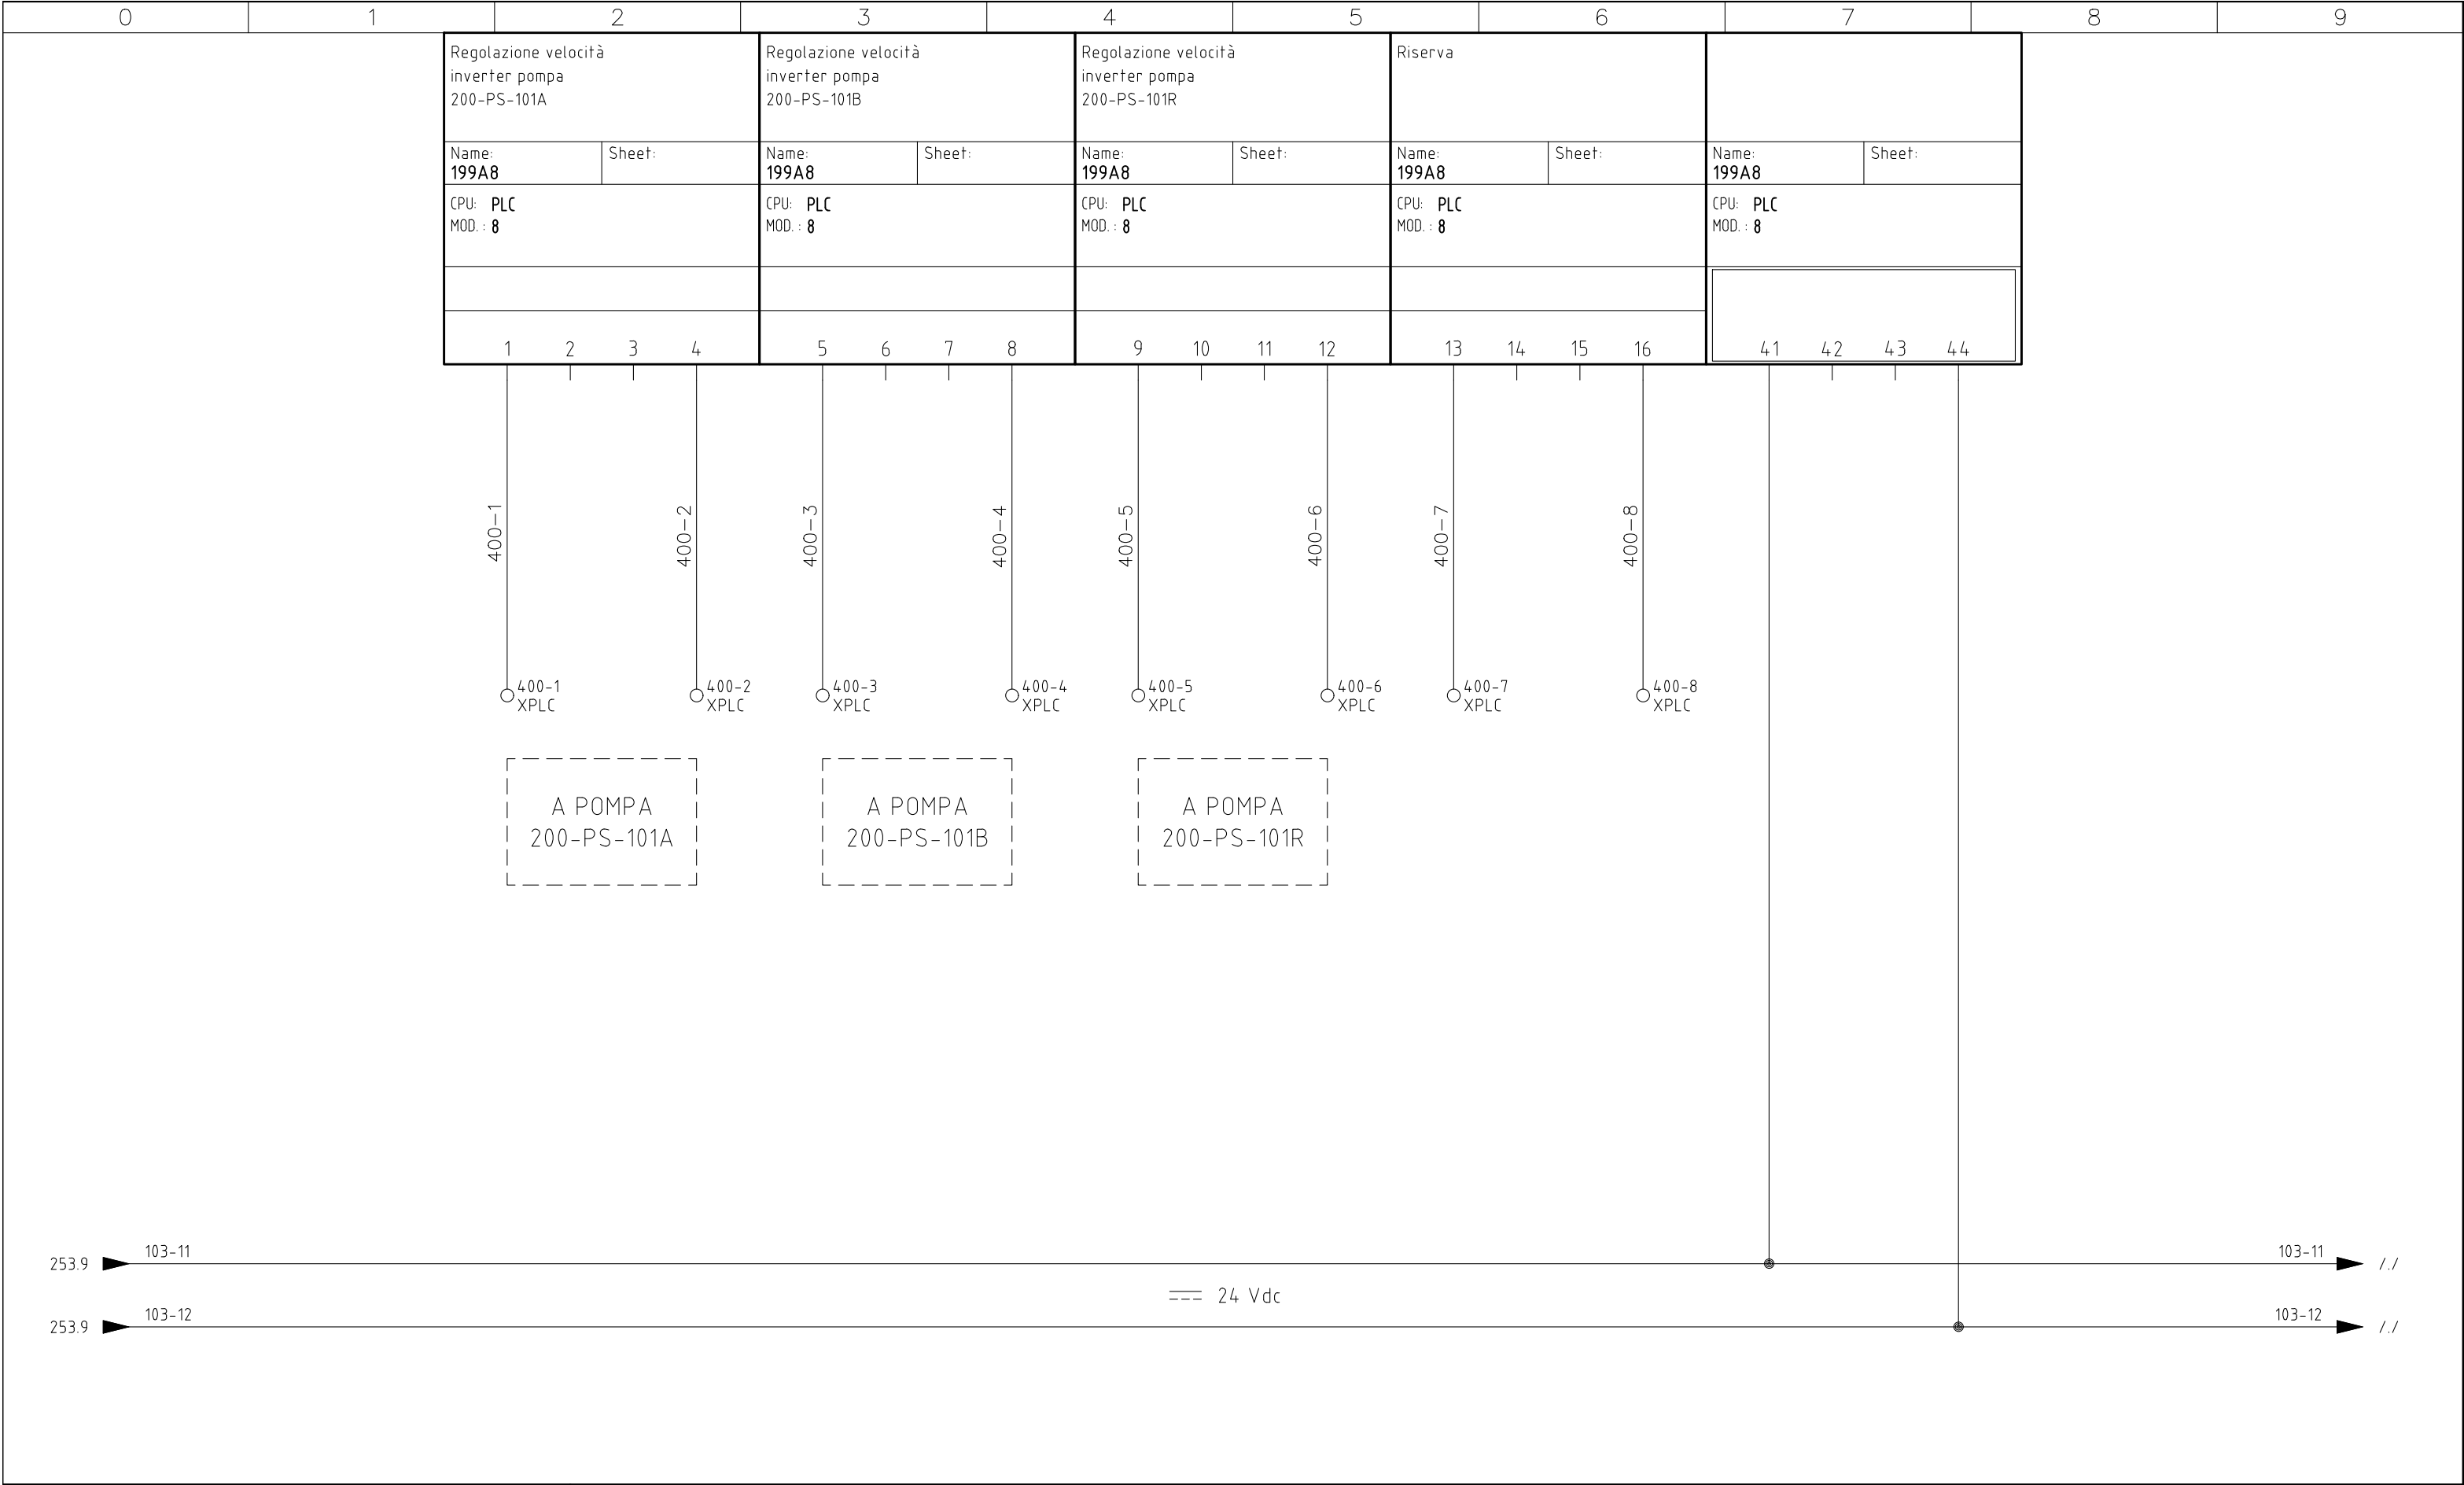 0 1 2 3 4 5 6 7 8 9
Regolazione velocità
inverter pompa
200-PS-101A
Name:
199A8
Sheet:
CPU: PLC
MOD. : 8
1 2 3 4
Regolazione velocità
inverter pompa
200-PS-101B
Name:
199A8
Sheet:
CPU: PLC
MOD. : 8
5 6 7 8
Regolazione velocità
inverter pompa
200-PS-101R
Name:
199A8
Sheet:
CPU: PLC
MOD. : 8
9 10 11 12
Riserva
Name:
199A8
Sheet:
CPU: PLC
MOD. : 8
13 14 15 16
Name:
199A8
Sheet:
CPU: PLC
MOD. : 8
41 42 43 44
400-1
400-2
400-3
400-4
400-5
400-6
400-7
400-8
400-1
XPLC
400-2
XPLC
400-3
XPLC
400-4
XPLC
400-5
XPLC
400-6
XPLC
400-7
XPLC
400-8
XPLC
A POMPA
200-PS-101A
A POMPA
200-PS-101B
A POMPA
200-PS-101R
253.9 103-11 103-11 /./
24 Vdc
253.9 103-12 103-12 /./